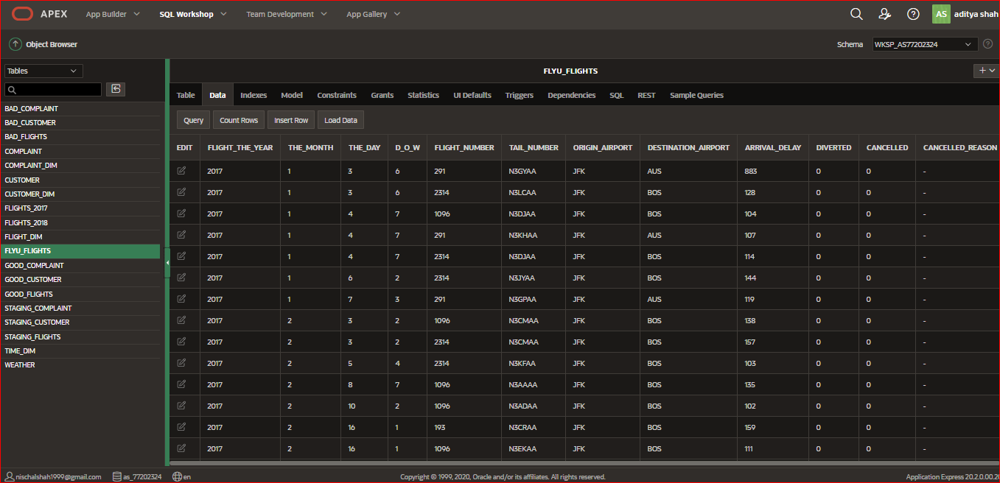 APEX App Builder SQL Workshop Team Development App Gallery AS aditya shah
Object Browser Schema WKSP_AS77202324
Tables
FLYU_FLIGHTS
Table Data Indexes Model Constraints Grants Statistics UI Defaults Triggers Dependencies SQL REST Sample Queries
Query Count Rows Insert Row Load Data
BAD_COMPLAINT
BAD_CUSTOMER
BAD_FLIGHTS
COMPLAINT
COMPLAINT_DIM
CUSTOMER
CUSTOMER_DIM
FLIGHTS_2017
FLIGHTS_2018
FLIGHT_DIM
FLYU_FLIGHTS
GOOD_COMPLAINT
GOOD_CUSTOMER
GOOD_FLIGHTS
STAGING_COMPLAINT
STAGING_CUSTOMER
STAGING_FLIGHTS
TIME_DIM
WEATHER
EDIT FLIGHT_THE_YEAR THE_MONTH THE_DAY D_O_W FLIGHT_NUMBER TAIL_NUMBER ORIGIN_AIRPORT DESTINATION_AIRPORT ARRIVAL_DELAY DIVERTED CANCELLED CANCELLED_REASON
2017 1 3 6 291 N3GYAA JFK AUS 883 0 0 -
2017 1 3 6 2314 N3LCAA JFK BOS 128 0 0 -
2017 1 4 7 1096 N3DJAA JFK BOS 104 0 0 -
2017 1 4 7 291 N3KHAA JFK AUS 107 0 0 -
2017 1 4 7 2314 N3DJAA JFK BOS 114 0 0 -
2017 1 6 2 2314 N3JYAA JFK BOS 144 0 0 -
2017 1 7 3 291 N3GPAA JFK AUS 119 0 0 -
2017 2 3 2 1096 N3CMAA JFK BOS 138 0 0 -
2017 2 3 2 2314 N3CMAA JFK BOS 157 0 0 -
2017 2 5 4 2314 N3KFAA JFK BOS 103 0 0 -
2017 2 8 7 1096 N3AAAA JFK BOS 135 0 0 -
2017 2 10 2 1096 N3ADAA JFK BOS 102 0 0 -
2017 2 16 1 193 N3CRAA JFK BOS 159 0 0 -
2017 2 16 1 1096 N3EKAA JFK BOS 111 0 0 -
nischalshah1999@gmail.com as_77202324 en Copyright © 1999, 2020, Oracle and/or its affiliates. All rights reserved. Application Express 20.2.0.00.20